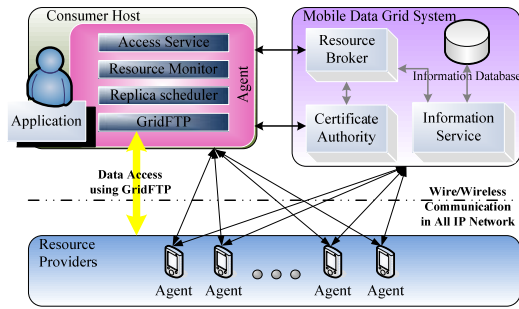 Consumer Host
Access Service
Resource Monitor
Replica scheduler
GridFTP
Agent
Application
Mobile Data Grid System
Resource
Broker
Information Database
Certificate
Authority
Information
Service
Data Access
using GridFTP
Wire/Wireless
Communication
in All IP Network
Resource
Providers
Agent
Agent
Agent
Agent